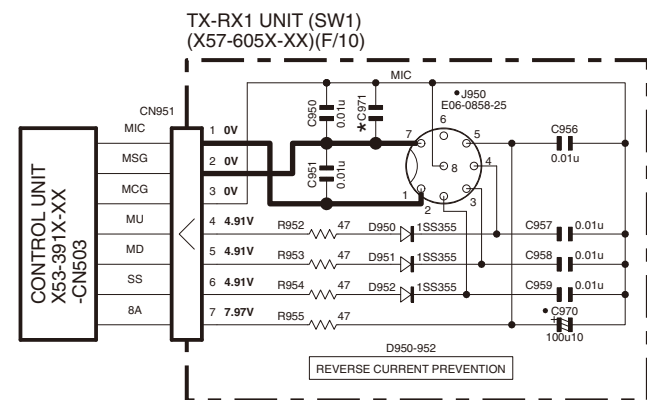 TX-RX1 UNIT (SW1)
(X57-605X-XX)(F/10)
MIC
J950
E06-0858-25
CN951
C950
0.01u
*C971
C951
0.01u
CONTROL UNIT
X53-391X-XX
-CN503
MIC
MSG
MCG
MU
MD
SS
8A
1 0V
2 0V
3 0V
4 4.91V
5 4.91V
6 4.91V
7 7.97V
7
6
5
8
4
1
2
3
C956
0.01u
R952 47 D950 1SS355
C957 0.01u
R953 47 D951 1SS355
C958 0.01u
R954 47 D952 1SS355
C959 0.01u
R955 47
C970
+
100u10
D950-952
REVERSE CURRENT PREVENTION